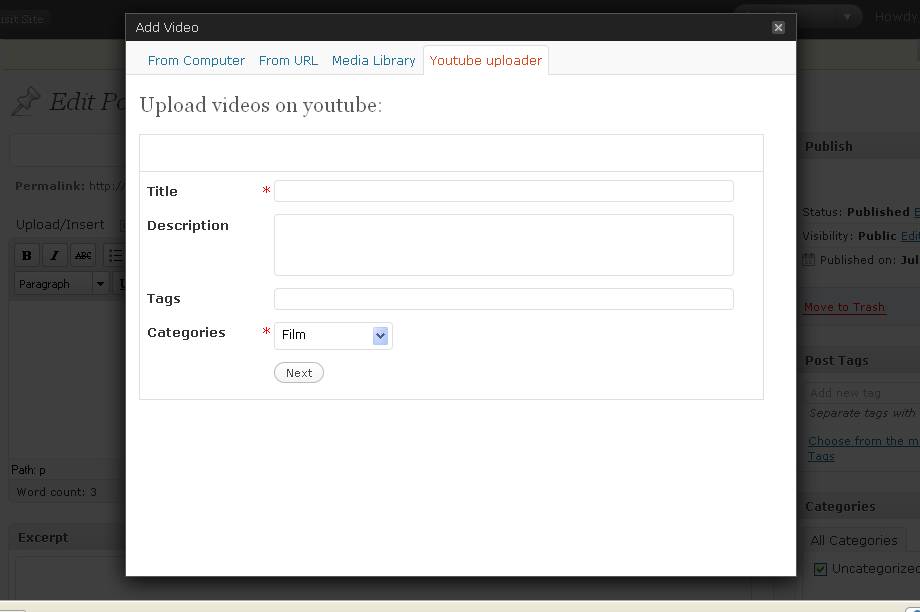 isit Site
Howdy
Add Video
From Computer From URL Media Library Youtube uploader
Edit Po
Upload videos on youtube:
Publish
Permalink: http://
Title *
Status: Published E
Upload/Insert
Description
Visibility: Public Edit
B I ABC
Published on: Jul
Paragraph U
Tags
Move to Trash
Categories * Film
Post Tags
Next
Add new tag
Separate tags with
Choose from the m
Tags
Path: p
Word count: 3
Categories
Excerpt
All Categories
Uncategorized